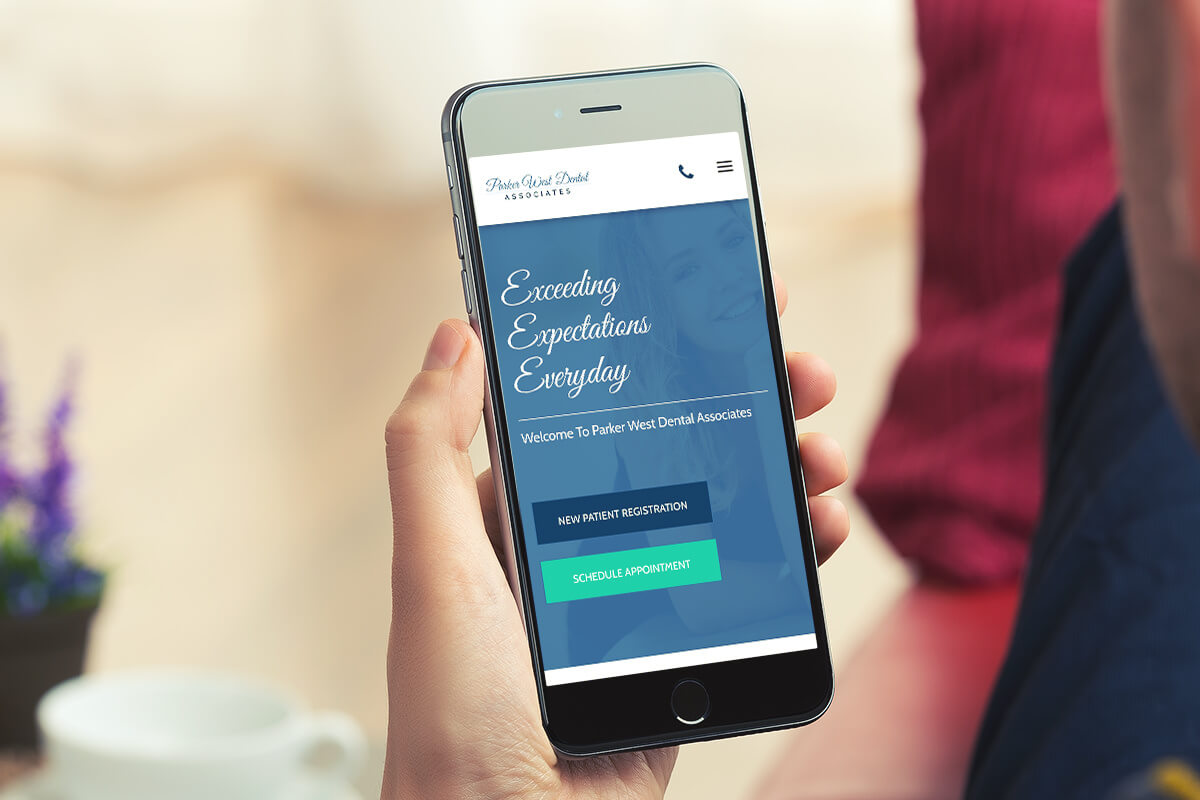 Parker West Dental
ASSOCIATES
Exceeding
Expectations
Everyday
Welcome To Parker West Dental Associates
NEW PATIENT REGISTRATION
SCHEDULE APPOINTMENT